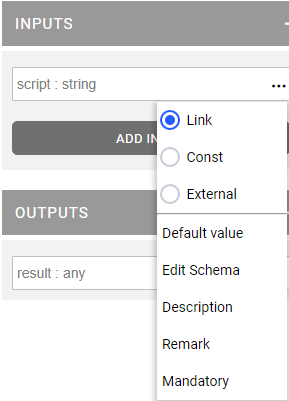 INPUTS
script : string
...
Link
ADD IN
Const
External
OUTPUTS
Default value
Edit Schema
result : any
Description
Remark
Mandatory